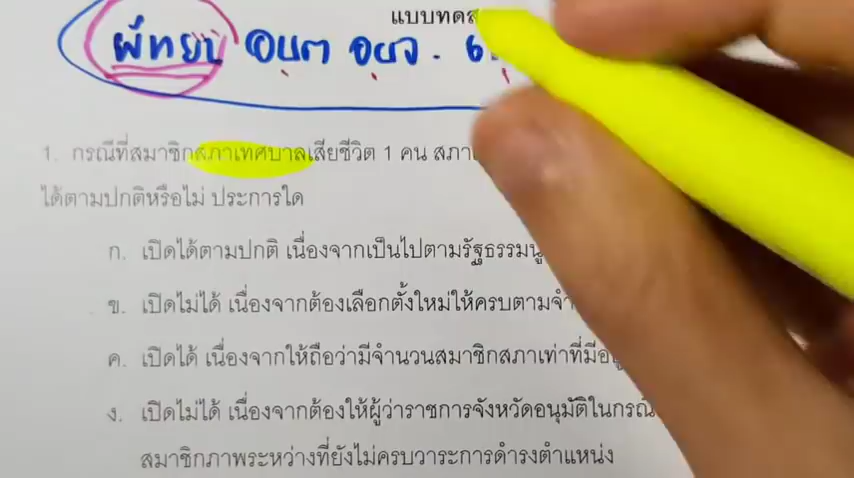 แบบทดส
พัทยบ อบต อบจ.
1. กรณีที่สมาชิกสภาเทศบาลเสียชีวิต 1 คน สภา
ได้ตามปกติหรือไม่ ประการใด
ก. เปิดได้ตามปกติ เนื่องจากเป็นไปตามรัฐธรรมนู
ข. เปิดไม่ได้ เนื่องจากต้องเลือกตั้งใหม่ให้ครบตามจำ
ค. เปิดได้ เนื่องจากให้ถือว่ามีจำนวนสมาชิกสภาเท่าที่มีอยู่
ง. เปิดไม่ได้ เนื่องจากต้องให้ผู้ว่าราชการจังหวัดอนุมัติในกรณี
สมาชิกภาพระหว่างที่ยังไม่ครบวาระการดำรงตำแหน่ง